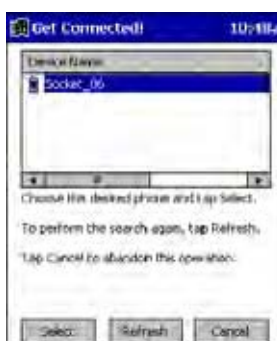 Get Connected! 10:48a
Device Name
Socket_06
Choose the desired phone and tap Select.
To perform the search again, tap Refresh.
Tap Cancel to abandon this operation.
Select Refresh Cancel